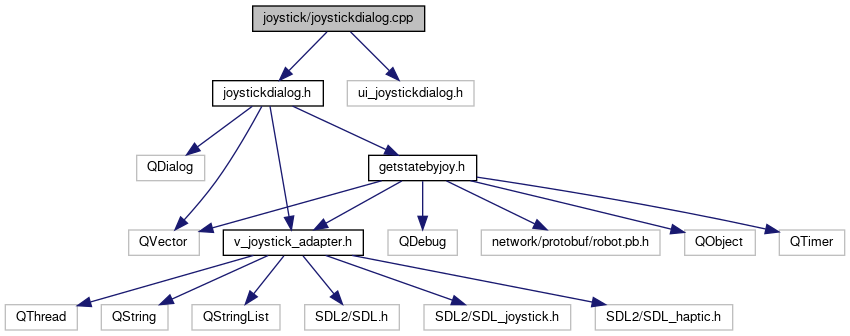 joystick/joystickdialog.cpp
joystickdialog.h
ui_joystickdialog.h
QDialog
getstatebyjoy.h
QVector
v_joystick_adapter.h
QDebug
network/protobuf/robot.pb.h
QObject
QTimer
QThread
QString
QStringList
SDL2/SDL.h
SDL2/SDL_joystick.h
SDL2/SDL_haptic.h